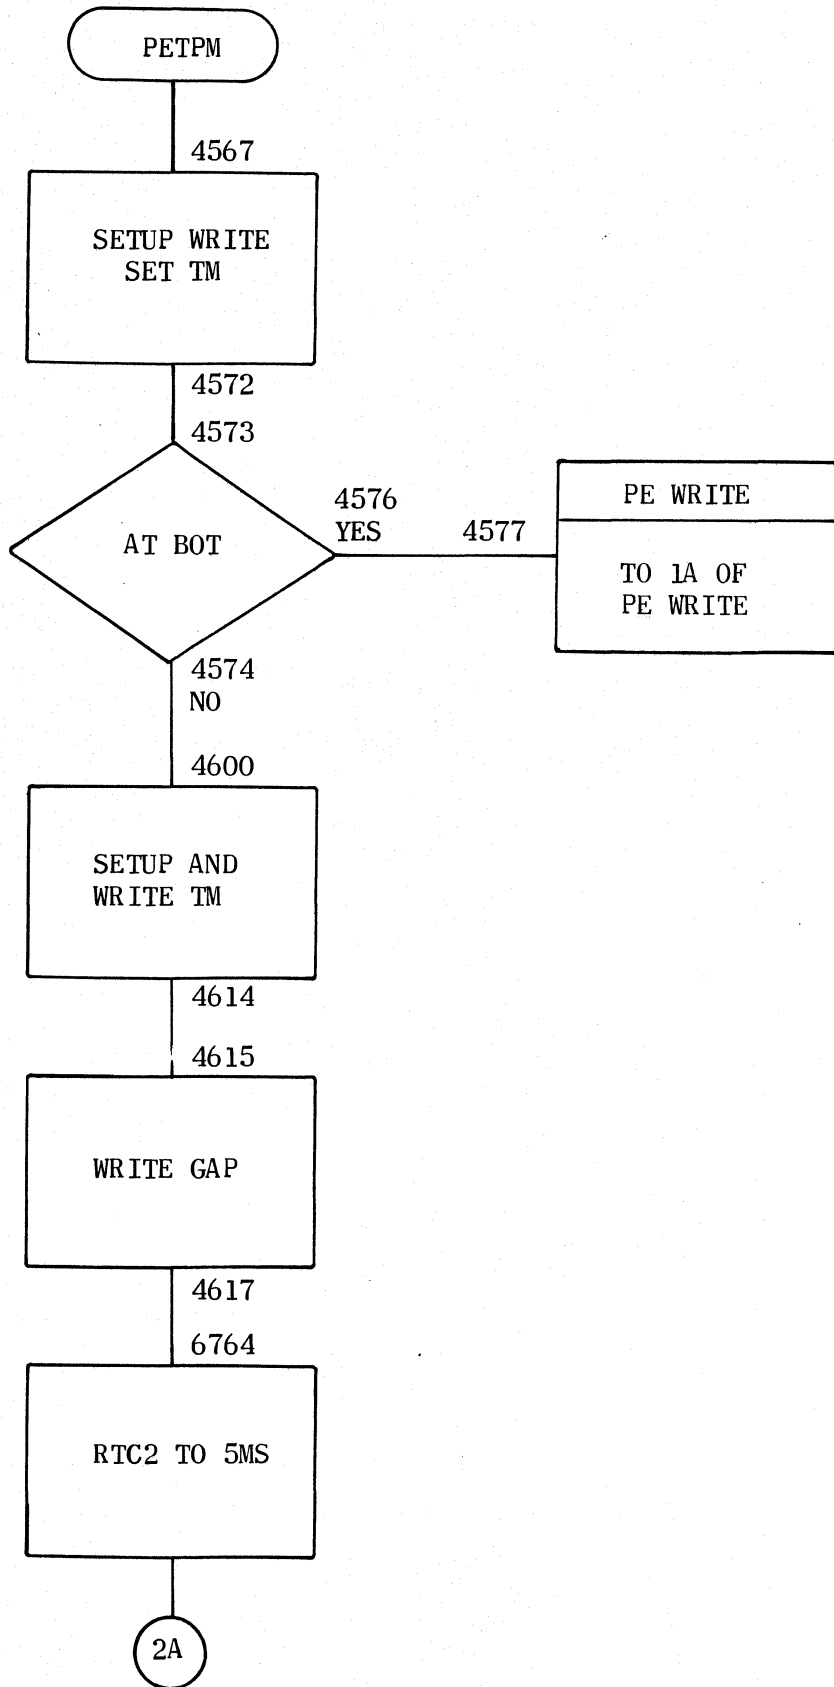 PETPM
4567
SETUP WRITE
SET TM
4572
4573
AT BOT
4576
YES
4577
PE WRITE
TO 1A OF
PE WRITE
4574
NO
4600
SETUP AND
WRITE TM
4614
4615
WRITE GAP
4617
6764
RTC2 TO 5MS
2A